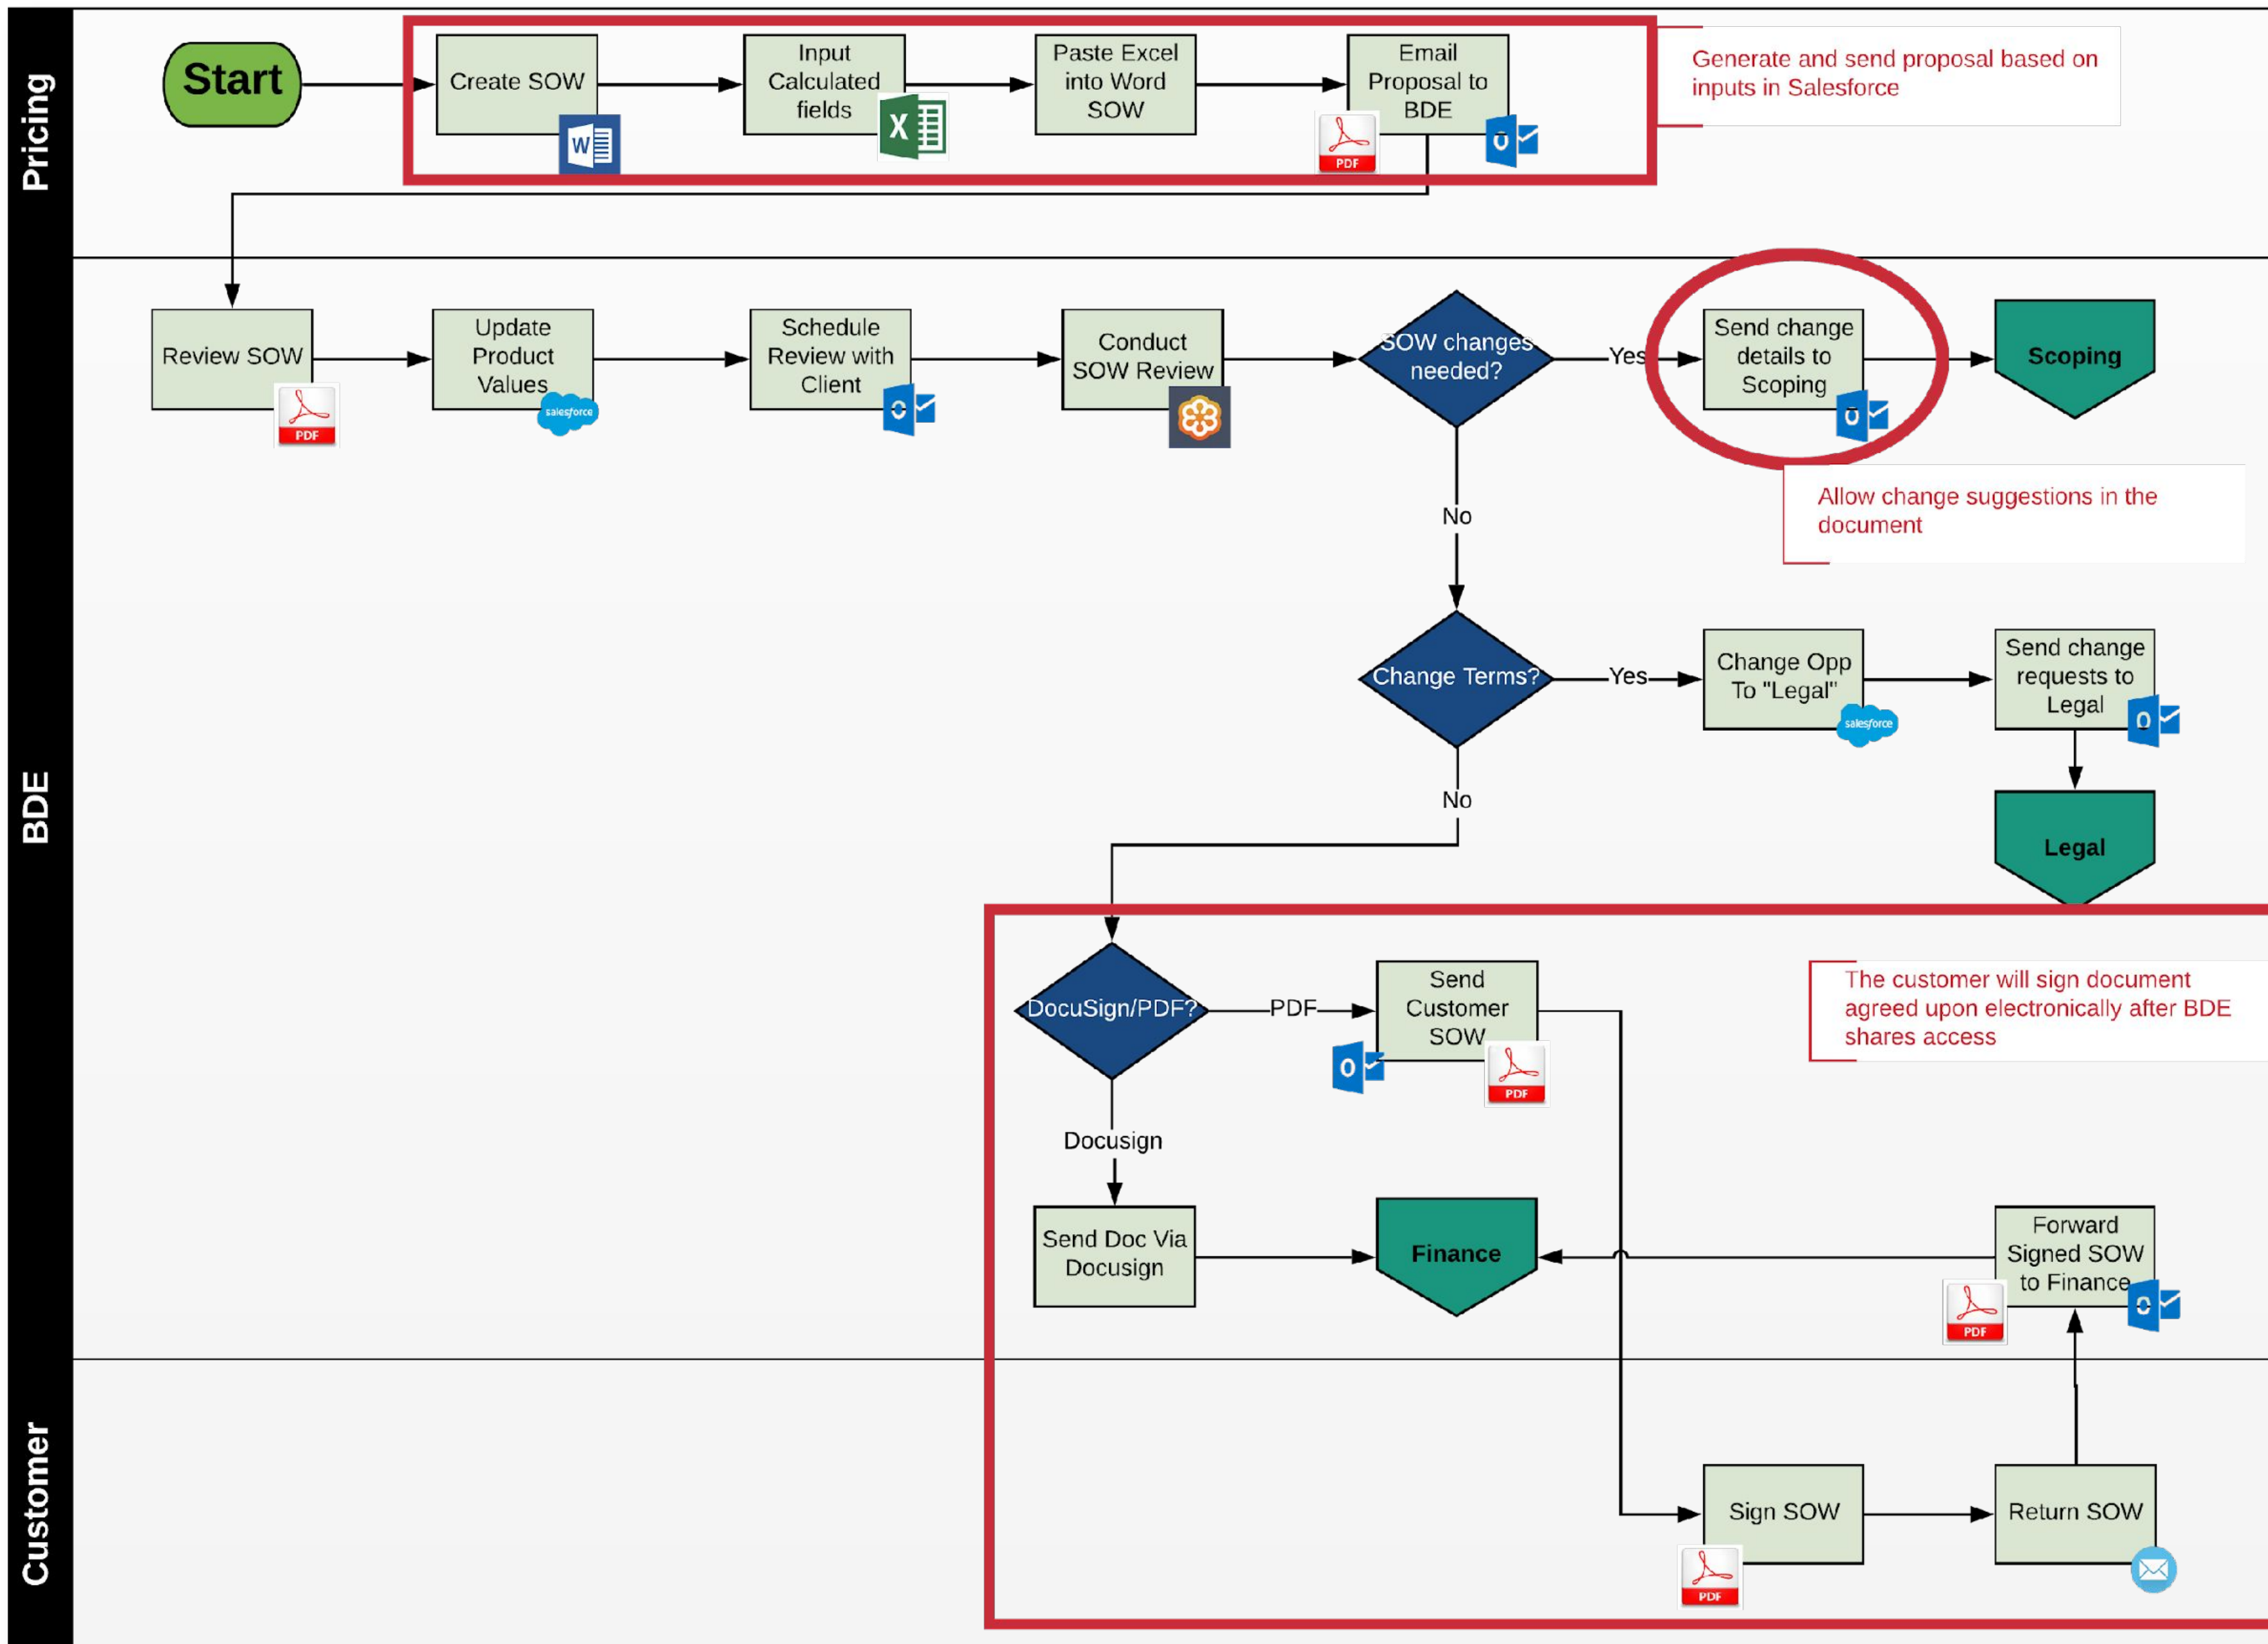 Pricing
Start
Create SOW
W
Input
Calculated
fields
X
Paste Excel
into Word
SOW
Email
Proposal to
BDE
PDF
O
Generate and send proposal based on
inputs in Salesforce
BDE
Review SOW
PDF
Update
Product
Values
salesforce
Schedule
Review with
Client
O
Conduct
SOW Review
SOW changes
needed?
Yes
Send change
details to
Scoping
O
Scoping
Allow change suggestions in the
document
No
Change Terms?
Yes
Change Opp
To "Legal"
salesforce
Send change
requests to
Legal
O
Legal
No
DocuSign/PDF?
PDF
Send
Customer
SOW
O
PDF
The customer will sign document
agreed upon electronically after BDE
shares access
Docusign
Send Doc Via
Docusign
Finance
Forward
Signed SOW
to Finance
PDF
O
Customer
Sign SOW
PDF
Return SOW